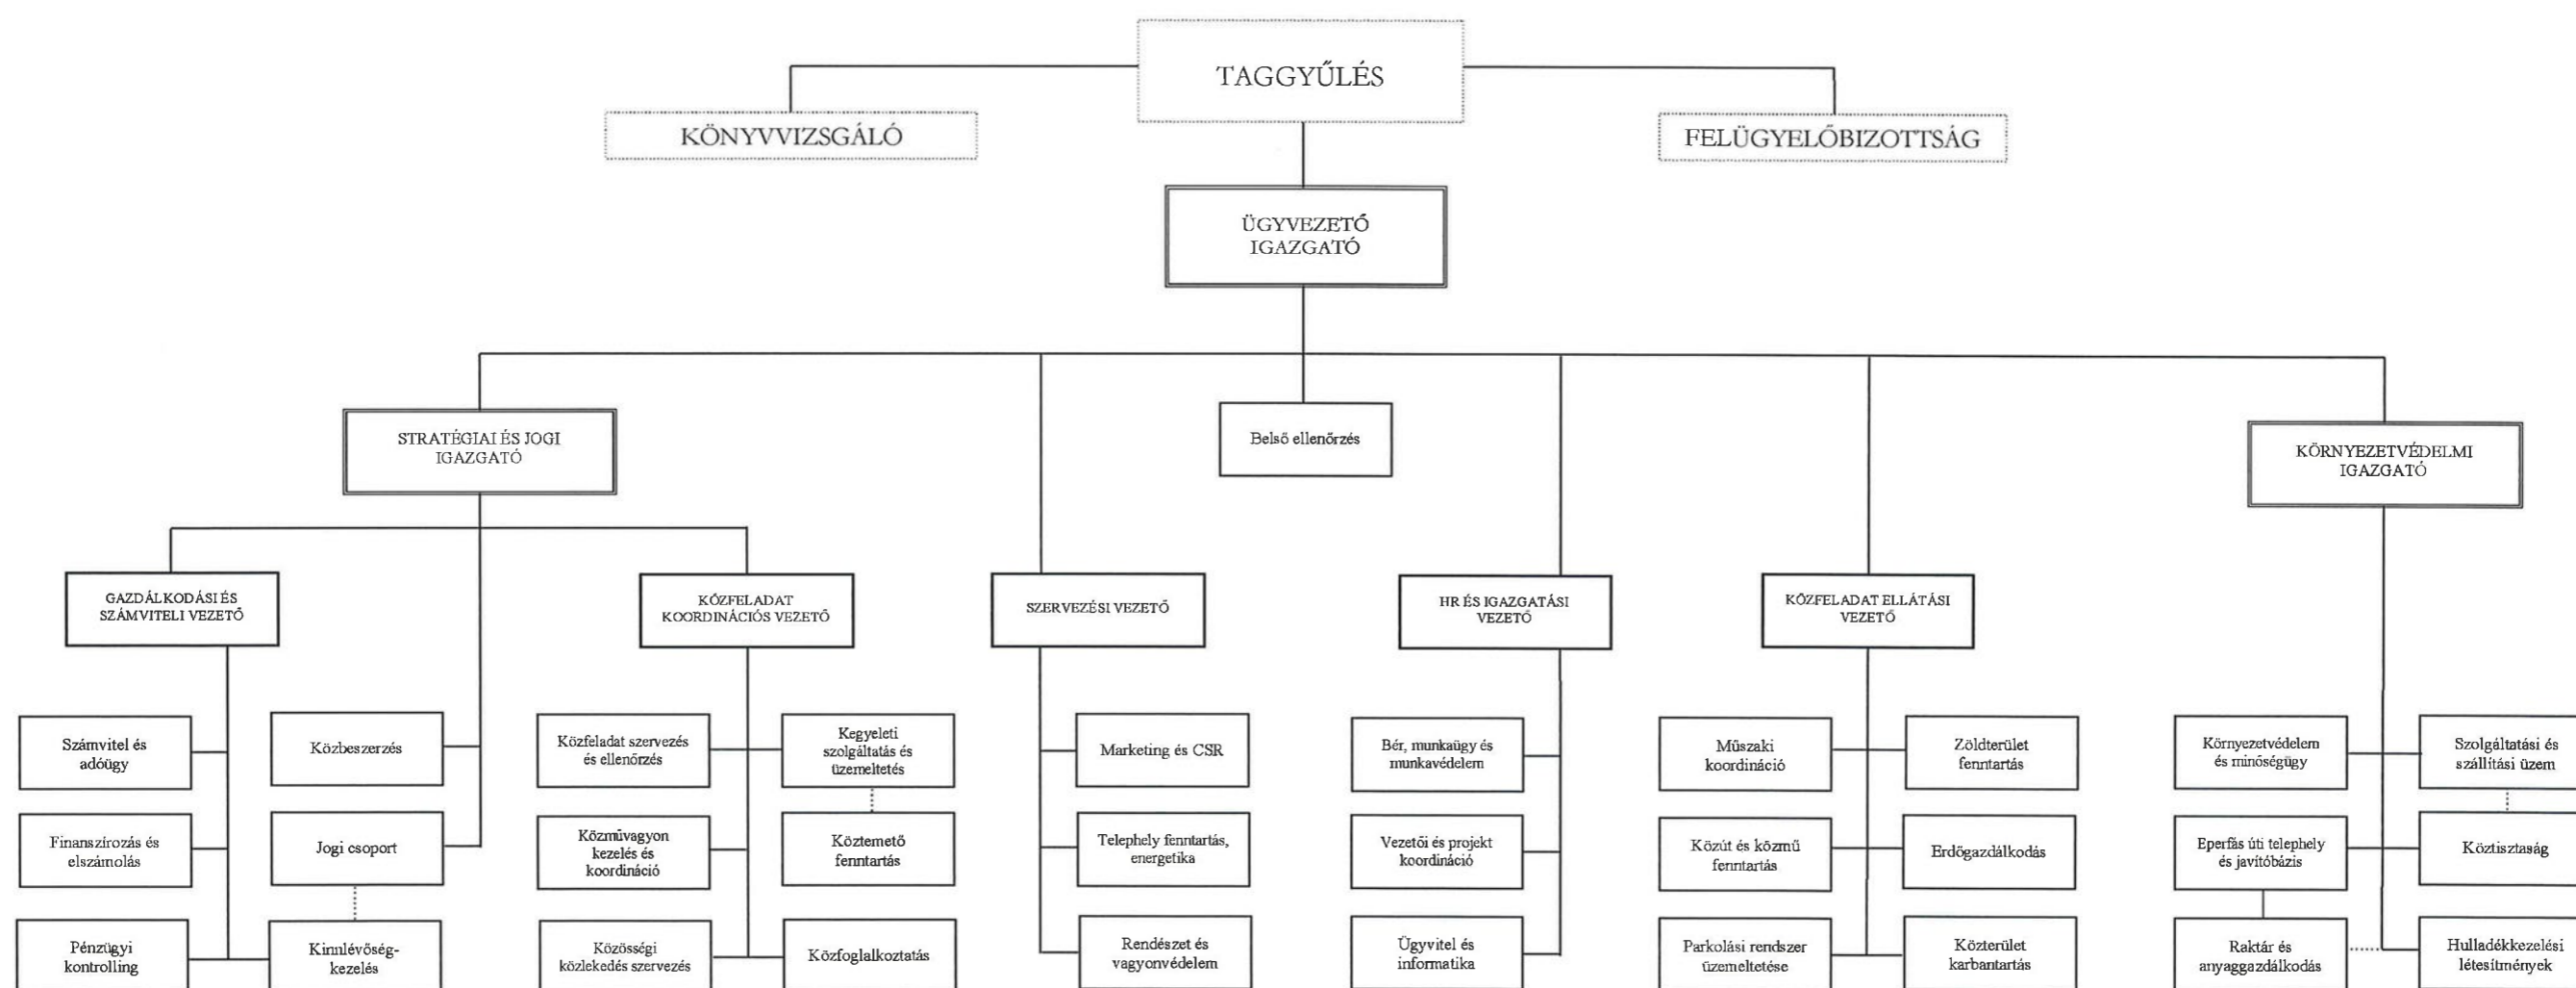 TAGGYŰLÉS
KÖNYVVIZSGÁLÓ
FELÜGYELŐBIZOTTSÁG
ÜGYVEZETŐ
IGAZGATÓ
STRATÉGIAI ÉS JOGI
IGAZGATÓ
Belső ellenőrzés
KÖRNYEZETVÉDELMI
IGAZGATÓ
GAZDÁLKODÁSI ÉS
SZÁMVITELI VEZETŐ
KÖZFELADAT
KOORDINÁCIÓS VEZETŐ
SZERVEZÉSI VEZETŐ
HR ÉS IGAZGATÁSI
VEZETŐ
KÖZFELADAT ELLÁTÁSI
VEZETŐ
Számvitel és
adóügy
Közbeszerzés
Közfeladat szervezés
és ellenőrzés
Kegyeleti
szolgáltatás és
üzemeltetés
Marketing és CSR
Bér, munkaügy és
munkavédelem
Műszaki
koordináció
Zöldterület
fenntartás
Környezetvédelem
és minőségügy
Szolgáltatási és
szállítási üzem
Finanszírozás és
elszámolás
Jogi csoport
Közművagyon
kezelés és
koordináció
Köztemető
fenntartás
Telephely fenntartás,
energetika
Vezetői és projekt
koordináció
Közút és közmű
fenntartás
Erdőgazdálkodás
Eperfás úti telephely
és javítóbázis
Köztisztaság
Pénzügyi
kontrolling
Kinnlévőség-
kezelés
Közösségi
közlekedés szervezés
Közfoglalkoztatás
Rendészet és
vagyonvédelem
Ügyvitel és
informatika
Parkolási rendszer
üzemeltetése
Közterület
karbantartás
Raktár és
anyaggazdálkodás
Hulladékkezelési
létesítmények